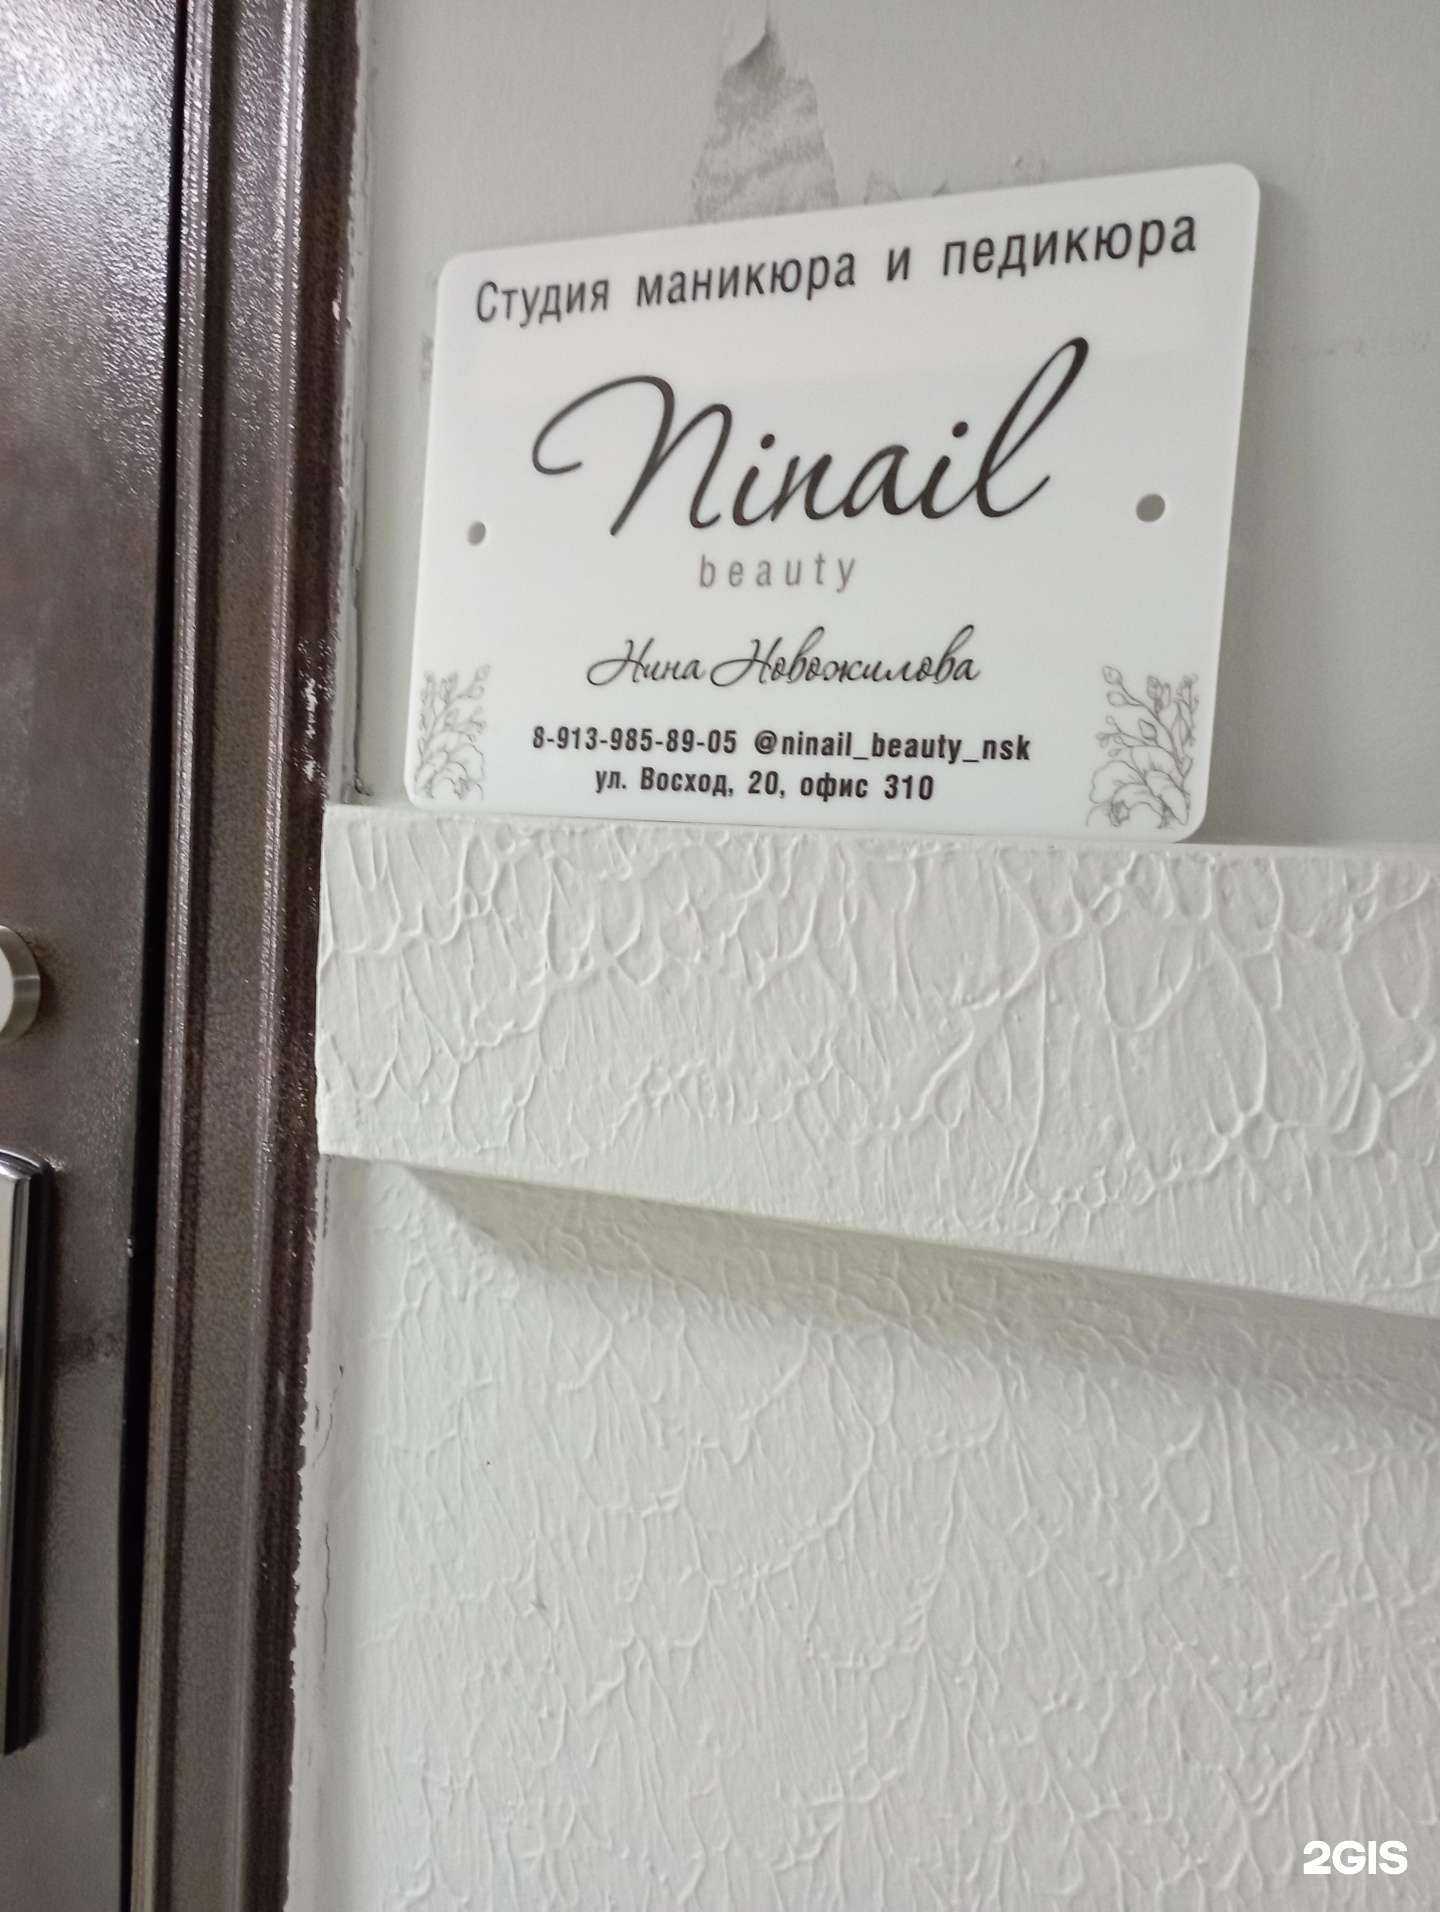 Студия маникюра и педикюра
Ninail
beauty
Нина Новожилова
8-913-985-89-05 @ninail_beauty_nsk
ул. Восход, 20, офис 310
2GIS